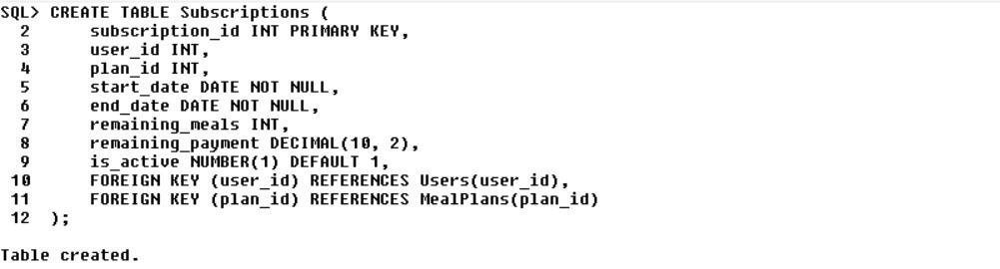 SQL> CREATE TABLE Subscriptions (
  2      subscription_id INT PRIMARY KEY,
  3      user_id INT,
  4      plan_id INT,
  5      start_date DATE NOT NULL,
  6      end_date DATE NOT NULL,
  7      remaining_meals INT,
  8      remaining_payment DECIMAL(10, 2),
  9      is_active NUMBER(1) DEFAULT 1,
 10      FOREIGN KEY (user_id) REFERENCES Users(user_id),
 11      FOREIGN KEY (plan_id) REFERENCES MealPlans(plan_id)
 12  );
Table created.